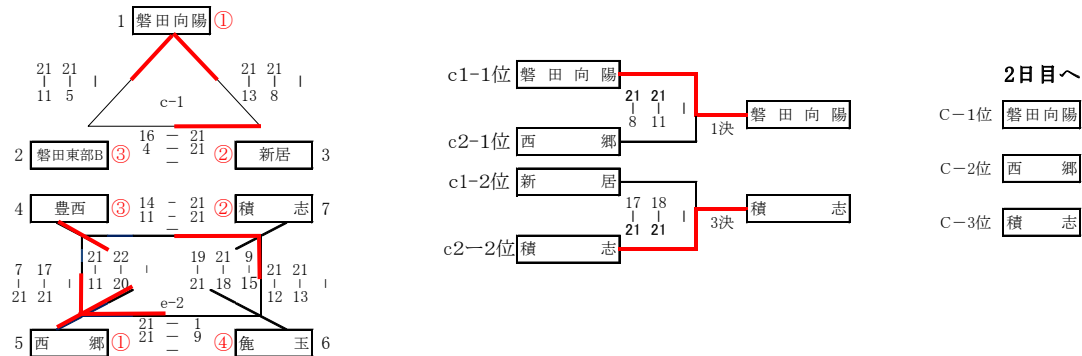 1 磐田向陽 ①
21 21
| | |
11 5
21 21
| | |
13 8
c-1
16 － 21
4 － 21
－
2 磐田東部B ③
② 新居 3
4 豊西 ③
14 － 21
11 － 21
－
② 積志 7
7 17
| | |
21 21
21 22
| | |
11 20
19 21 9
| | |
21 18 15
21 21
| | |
12 13
e-2
21 － 1
21 － 9
－
5 西郷 ①
④ 麁玉 6
c1-1位 磐田向陽
21 21
| | |
8 11
1決
磐田向陽
c2-1位 西郷
c1-2位 新居
17 18
| | |
21 21
3決
積志
c2ー2位 積志
2日目へ
C－1位 磐田向陽
C－2位 西郷
C－3位 積志